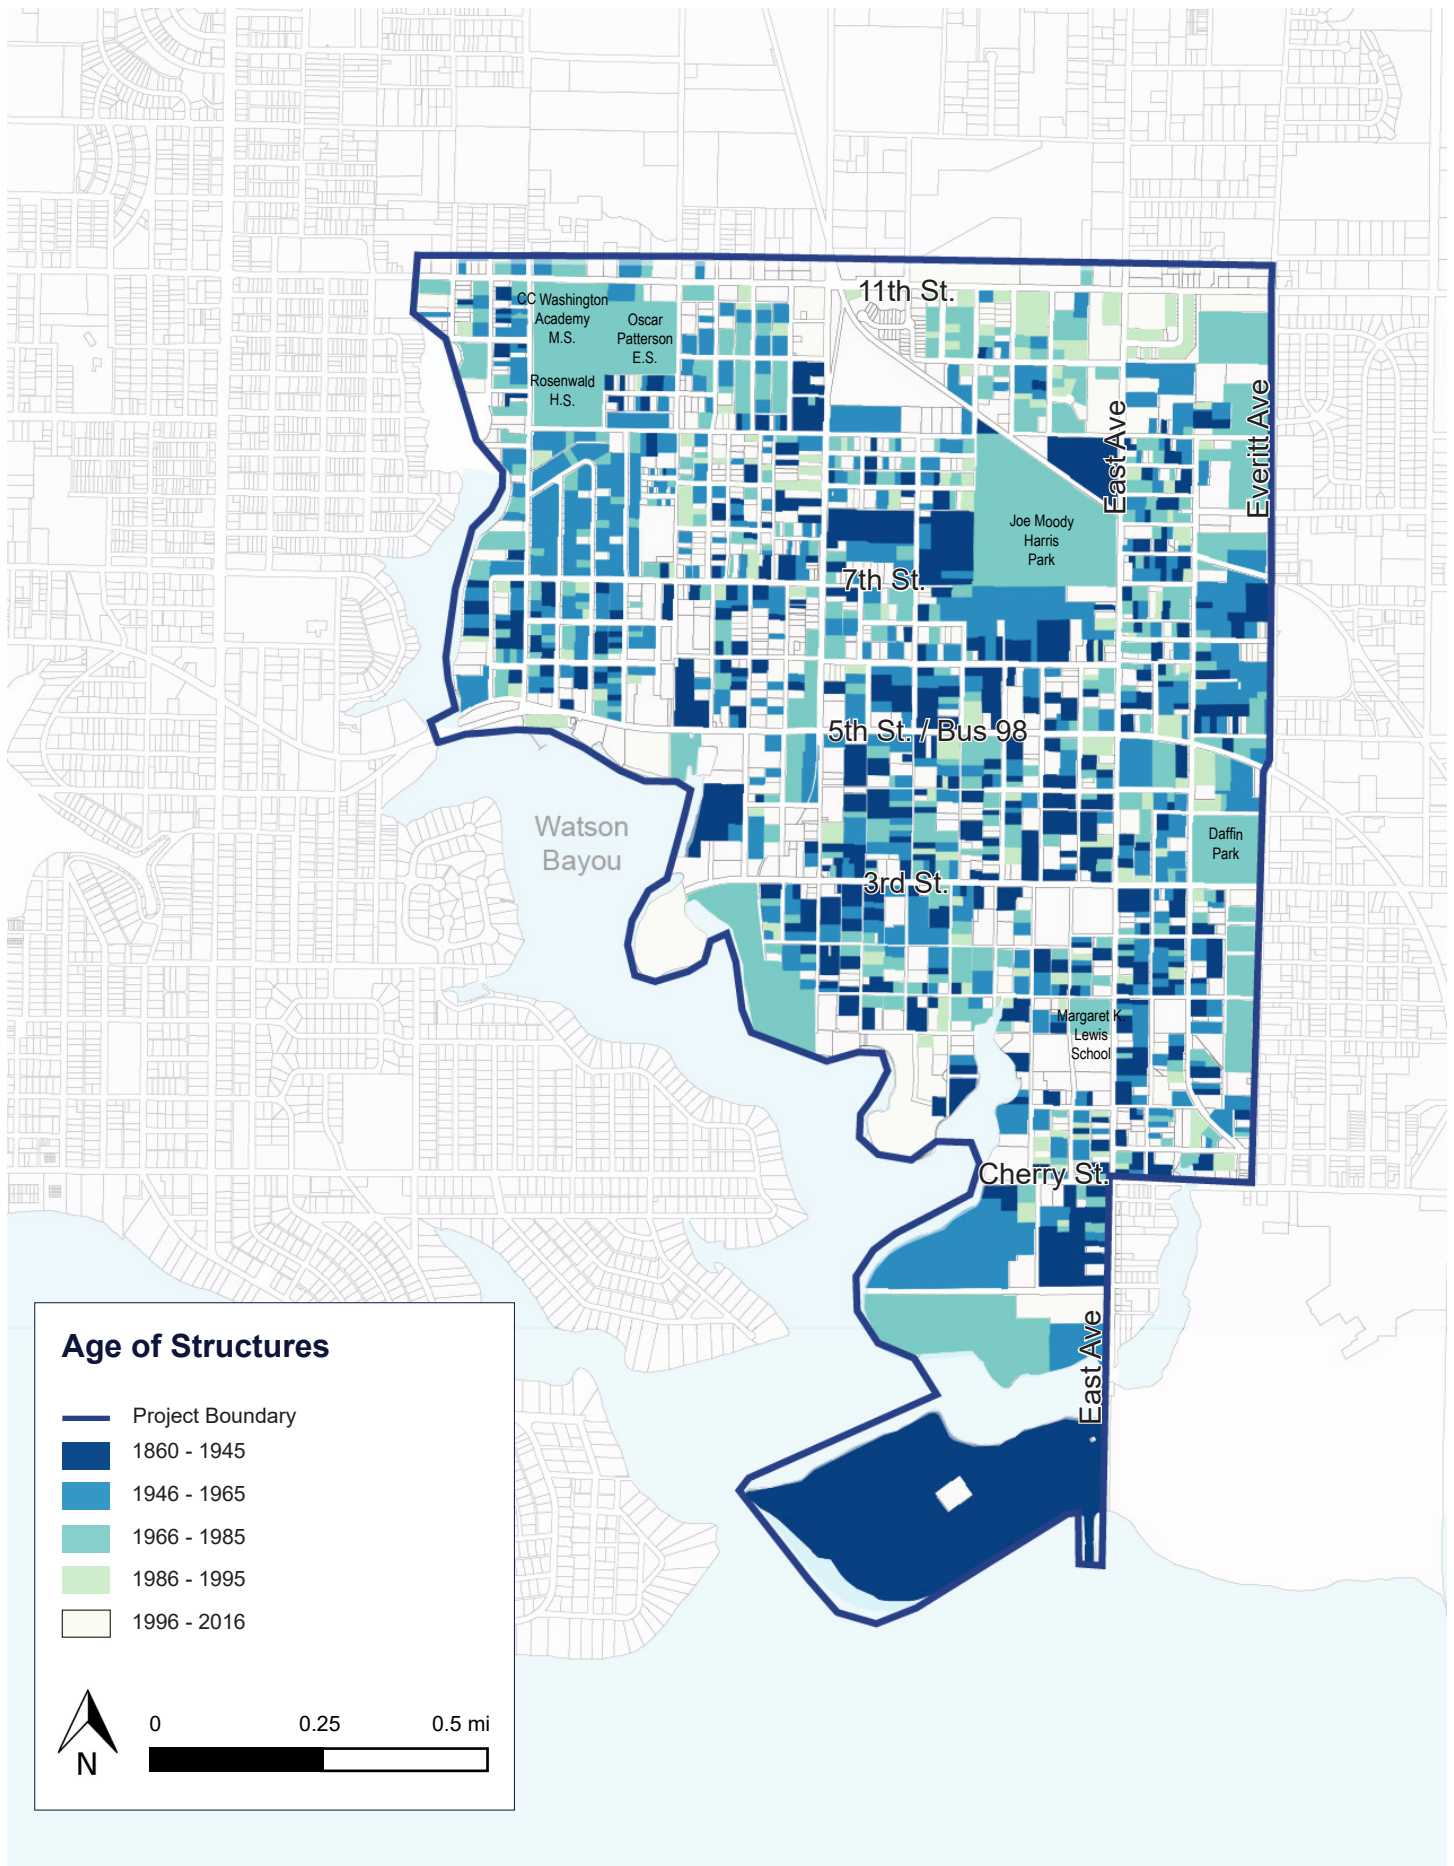 11th St.
CC Washington
Academy
M.S.
Oscar
Patterson
E.S.
Rosenwald
H.S.
East Ave
Everitt Ave
Joe Moody
Harris
Park
7th St.
5th St. / Bus 98
Watson
Bayou
Daffin
Park
3rd St.
Margaret K.
Lewis
School
Cherry St.
East Ave
Age of Structures
Project Boundary
1860 - 1945
1946 - 1965
1966 - 1985
1986 - 1995
1996 - 2016
0 0.25 0.5 mi
N